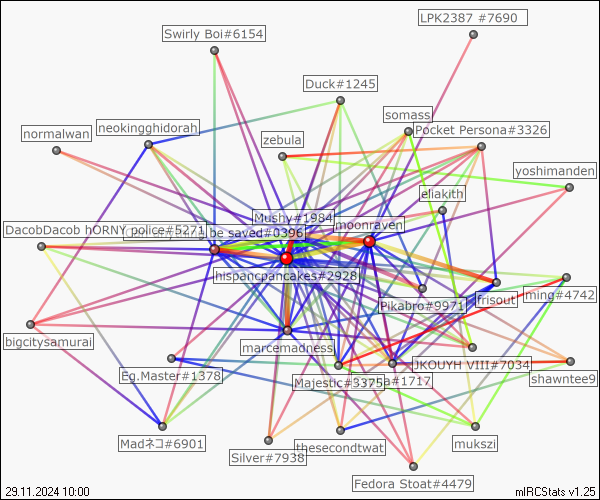 LPK2387 #7690
Swirly Boi#6154
Duck#1245
somass
neokingghidorah
Pocket Persona#3326
normalwan
zebula
yoshimanden
jeliakith
Mushy#1984
moonraven
DacobDacob hORNY police#5271
be saved#0396
hispancpancakes#2928
ming#4742
frisout
Pikabro#9971
bigcitysamurai
marcemadness
JKOUYH VIII#7034
Eg.Master#1378
Majestic#3375
#1717
shawntee9
Madネコ#6901
thesecondtwat
mukszi
Silver#7938
Fedora Stoat#4479
29.11.2024 10:00
mIRCStats v1.25